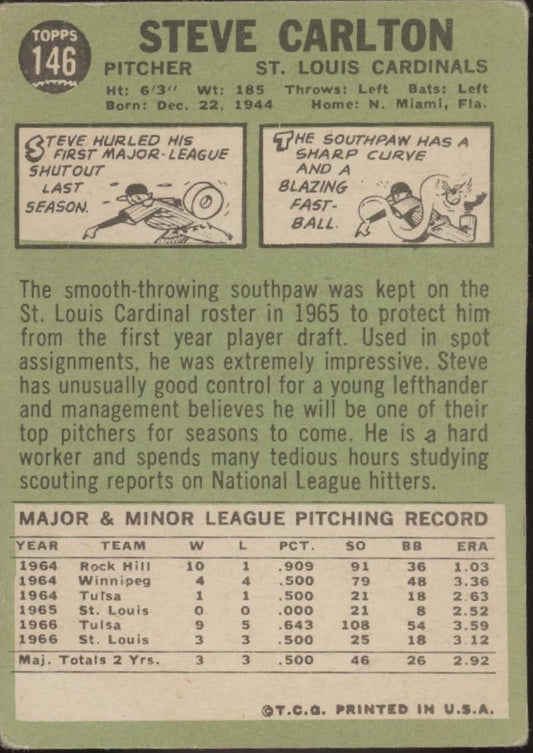 TOPPS
146
STEVE CARLTON
PITCHER ST. LOUIS CARDINALS
Ht: 6'3" Wt: 185 Throws: Left Bats: Left
Born: Dec. 22, 1944 Home: N. Miami, Fla.
STEVE HURLED HIS
FIRST MAJOR-LEAGUE
SHUTOUT
LAST
SEASON.
THE SOUTHPAW HAS A
SHARP CURVE
AND A
BLAZING
FAST-
BALL.
The smooth-throwing southpaw was kept on the
St. Louis Cardinal roster in 1965 to protect him
from the first year player draft. Used in spot
assignments, he was extremely impressive. Steve
has unusually good control for a young lefthander
and management believes he will be one of their
top pitchers for seasons to come. He is a hard
worker and spends many tedious hours studying
scouting reports on National League hitters.
MAJOR & MINOR LEAGUE PITCHING RECORD
YEAR TEAM W L PCT. SO BB ERA
1964 Rock Hill 10 1 .909 91 36 1.03
1964 Winnipeg 4 4 .500 79 48 3.36
1964 Tulsa 1 1 .500 21 18 2.63
1965 St. Louis 0 0 .000 21 8 2.52
1966 Tulsa 9 5 .643 108 54 3.59
1966 St. Louis 3 3 .500 25 18 3.12
Maj. Totals 2 Yrs. 3 3 .500 46 26 2.92
©T.C.G. PRINTED IN U.S.A.